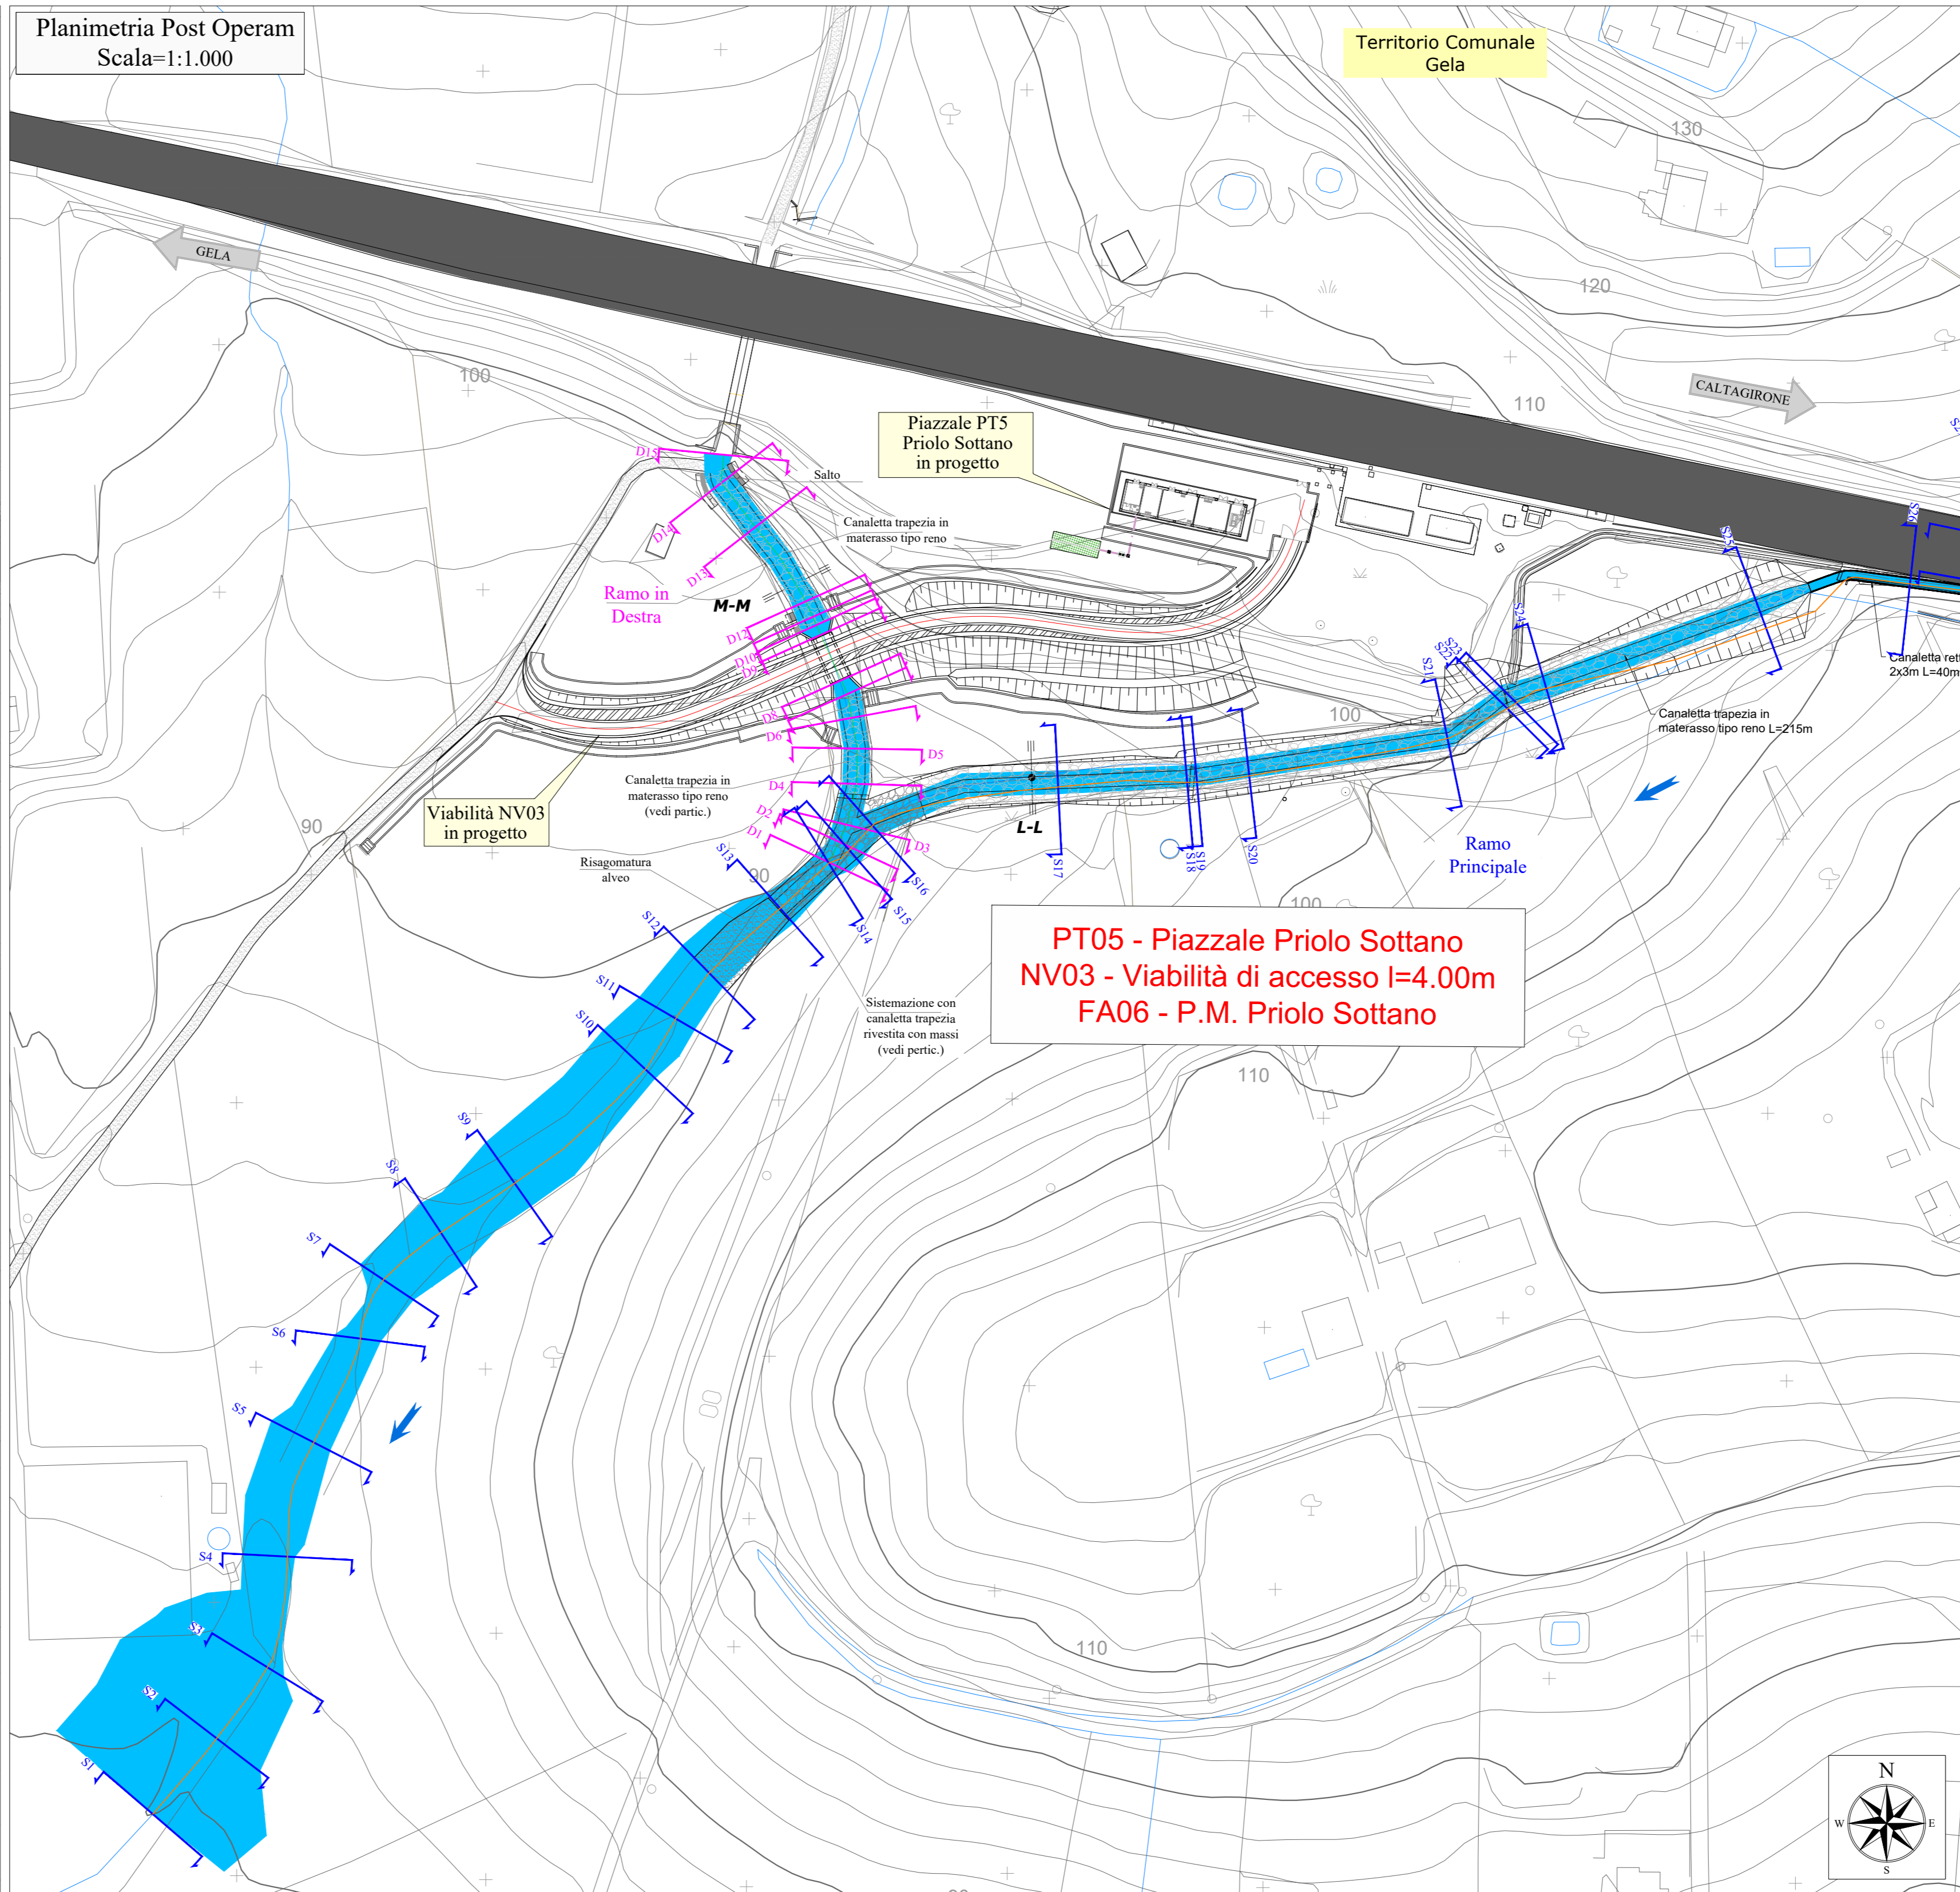 Planimetria Post Operam
Scala=1:1.000
Territorio Comunale
Gela
130
120
GELA
CALTAGIRONE
100
110
Piazzale PT5
Priolo Sottano
in progetto
D15
Salto
D14
Canaletta trapezia in
materasso tipo reno
D13
Ramo in
Destra
M-M
D12
D10
D9
D8
D6
D5
D4
D2
D1
D3
S26
S25
S24
S23
S22
S21
Canaletta
2x3m L=40m
Canaletta trapezia in
materasso tipo reno L=215m
100
Canaletta trapezia in
materasso tipo reno
(vedi partic.)
Viabilità NV03
in progetto
90
L-L
Ramo
Principale
S20
S19
S18
S17
S16
S15
S14
S13
Risagomatura
alveo
90
100
S12
S11
S10
PT05 - Piazzale Priolo Sottano
NV03 - Viabilità di accesso l=4.00m
FA06 - P.M. Priolo Sottano
Sistemazione con
canaletta trapezia
rivestita con massi
(vedi pertic.)
110
S9
S8
S7
S6
S5
S4
S3
S2
S1
110
N
W
E
S